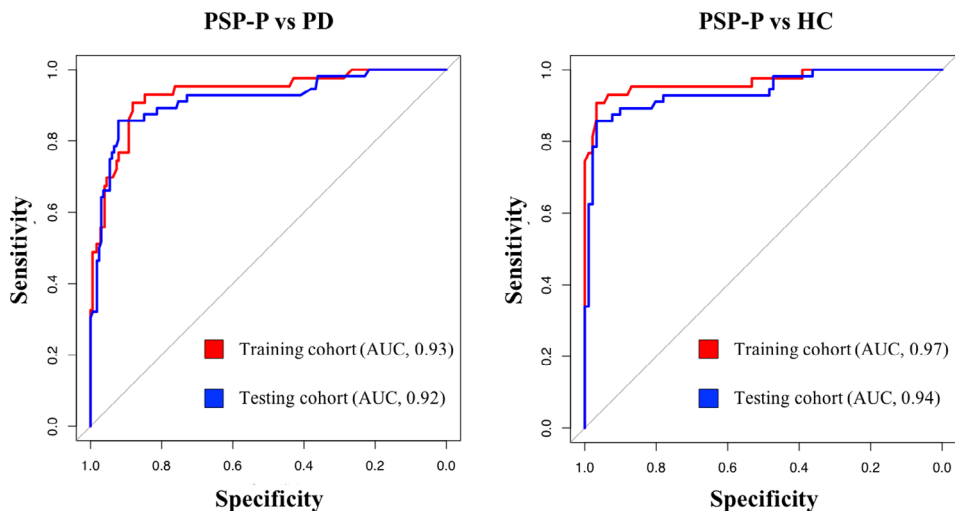 PSP-P vs PD
1.0
0.8
0.6
0.4
0.2
0.0
Sensitivity
Training cohort (AUC, 0.93)
Testing cohort (AUC, 0.92)
1.0 0.8 0.6 0.4 0.2 0.0
Specificity
PSP-P vs HC
1.0
0.8
0.6
0.4
0.2
0.0
Sensitivity
Training cohort (AUC, 0.97)
Testing cohort (AUC, 0.94)
1.0 0.8 0.6 0.4 0.2 0.0
Specificity